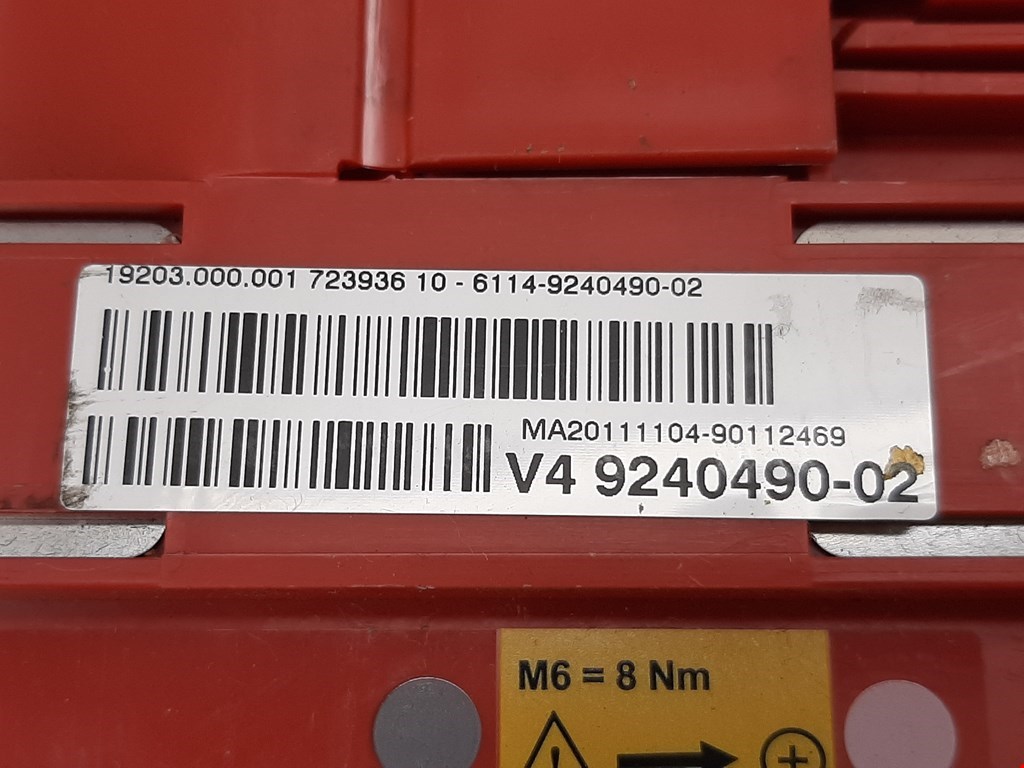 19203.000.001 723936 10 - 6114-9240490-02
MA20111104-90112469
V4 9240490-02
M6 = 8 Nm